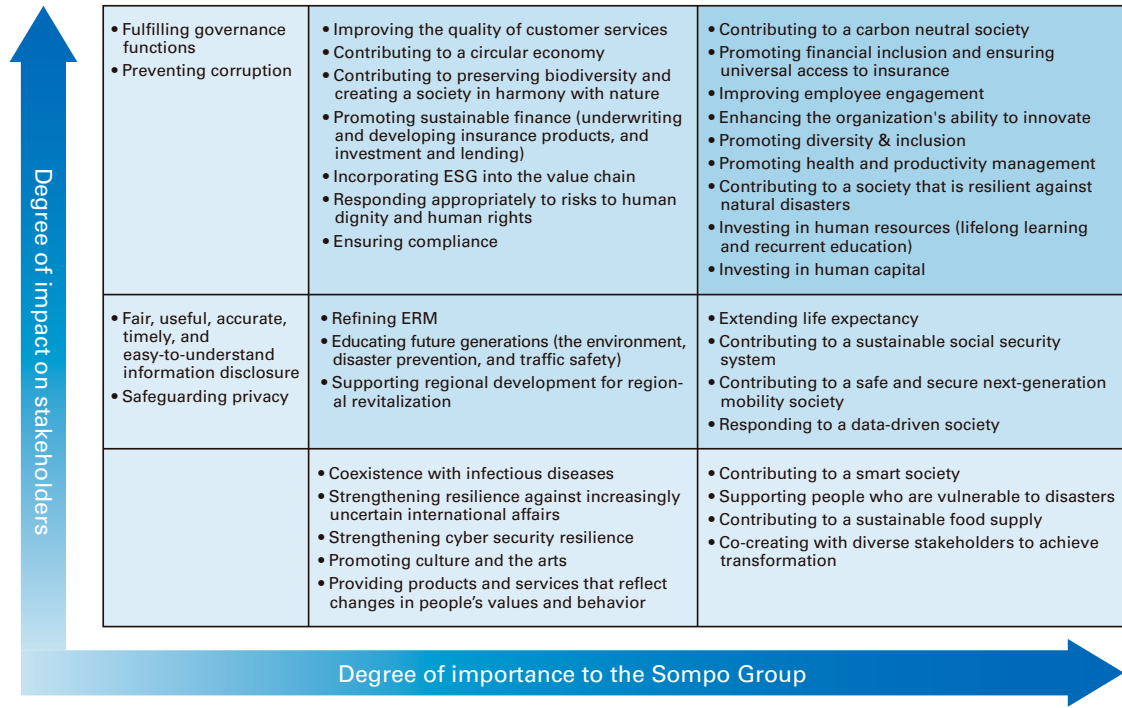 Degree of impact on stakeholders
• Fulfilling governance
functions
• Preventing corruption
• Improving the quality of customer services
• Contributing to a circular economy
• Contributing to preserving biodiversity and
creating a society in harmony with nature
• Promoting sustainable finance (underwriting
and developing insurance products, and
investment and lending)
• Incorporating ESG into the value chain
• Responding appropriately to risks to human
dignity and human rights
• Ensuring compliance
• Contributing to a carbon neutral society
• Promoting financial inclusion and ensuring
universal access to insurance
• Improving employee engagement
• Enhancing the organization's ability to innovate
• Promoting diversity & inclusion
• Promoting health and productivity management
• Contributing to a society that is resilient against
natural disasters
• Investing in human resources (lifelong learning
and recurrent education)
• Investing in human capital
• Fair, useful, accurate,
timely, and
easy-to-understand
information disclosure
• Safeguarding privacy
• Refining ERM
• Educating future generations (the environment,
disaster prevention, and traffic safety)
• Supporting regional development for region-
al revitalization
• Extending life expectancy
• Contributing to a sustainable social security
system
• Contributing to a safe and secure next-generation
mobility society
• Responding to a data-driven society
• Coexistence with infectious diseases
• Strengthening resilience against increasingly
uncertain international affairs
• Strengthening cyber security resilience
• Promoting culture and the arts
• Providing products and services that reflect
changes in people’s values and behavior
• Contributing to a smart society
• Supporting people who are vulnerable to disasters
• Contributing to a sustainable food supply
• Co-creating with diverse stakeholders to achieve
transformation
Degree of importance to the Sompo Group